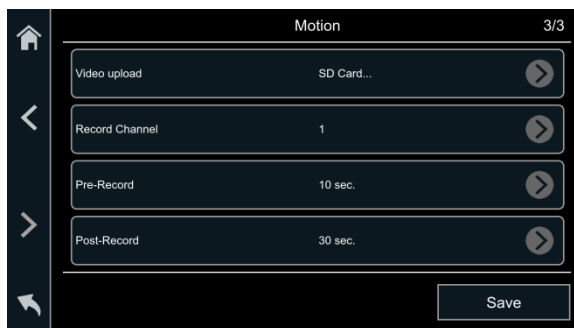 Motion 3/3
Video upload SD Card...
Record Channel 1
Pre-Record 10 sec.
Post-Record 30 sec.
Save